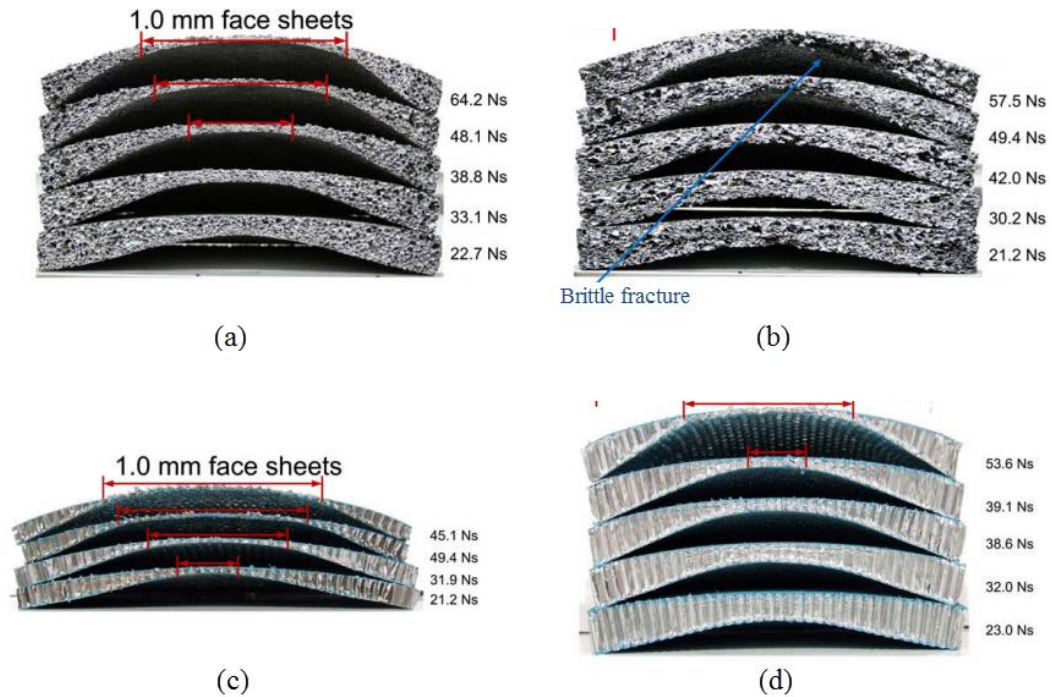 1.0 mm face sheets
64.2 Ns
48.1 Ns
38.8 Ns
33.1 Ns
22.7 Ns
(a)
57.5 Ns
49.4 Ns
42.0 Ns
30.2 Ns
21.2 Ns
Brittle fracture
(b)
1.0 mm face sheets
45.1 Ns
49.4 Ns
31.9 Ns
21.2 Ns
(c)
53.6 Ns
39.1 Ns
38.6 Ns
32.0 Ns
23.0 Ns
(d)